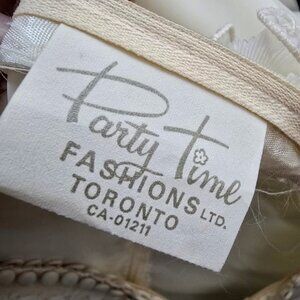 Party Time
FASHIONS LTD.
TORONTO
CA-01211